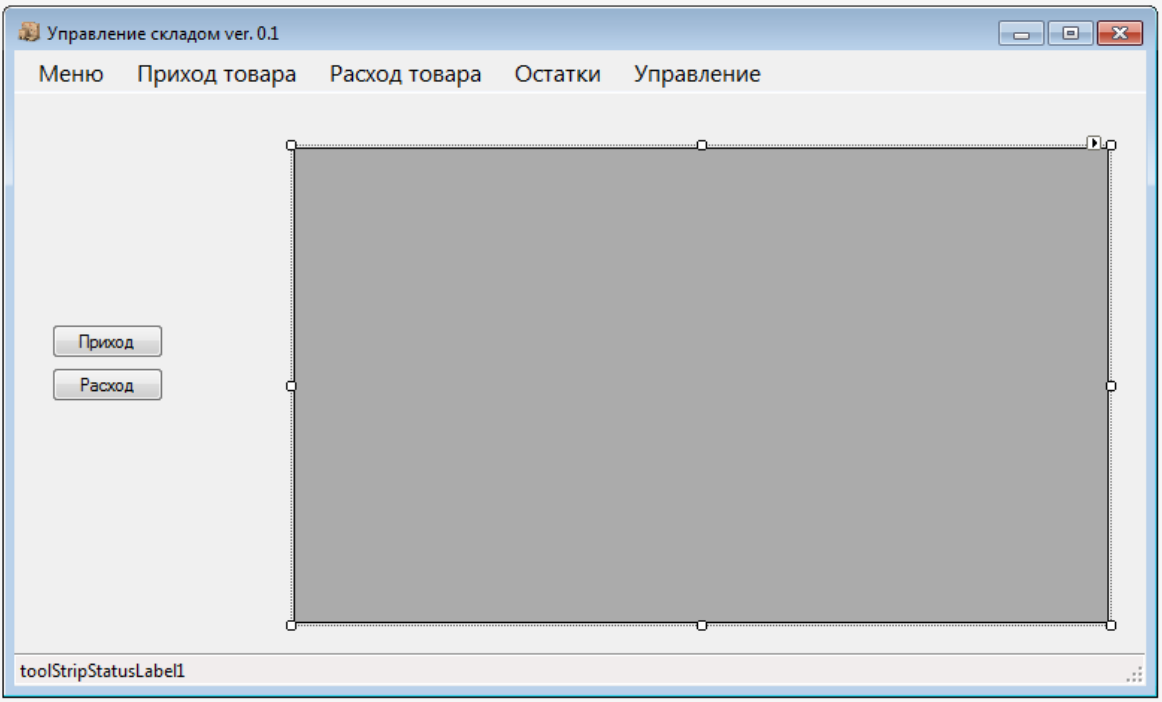 Управление складом ver. 0.1
Меню Приход товара Расход товара Остатки Управление
Приход
Расход
toolStripStatusLabel1